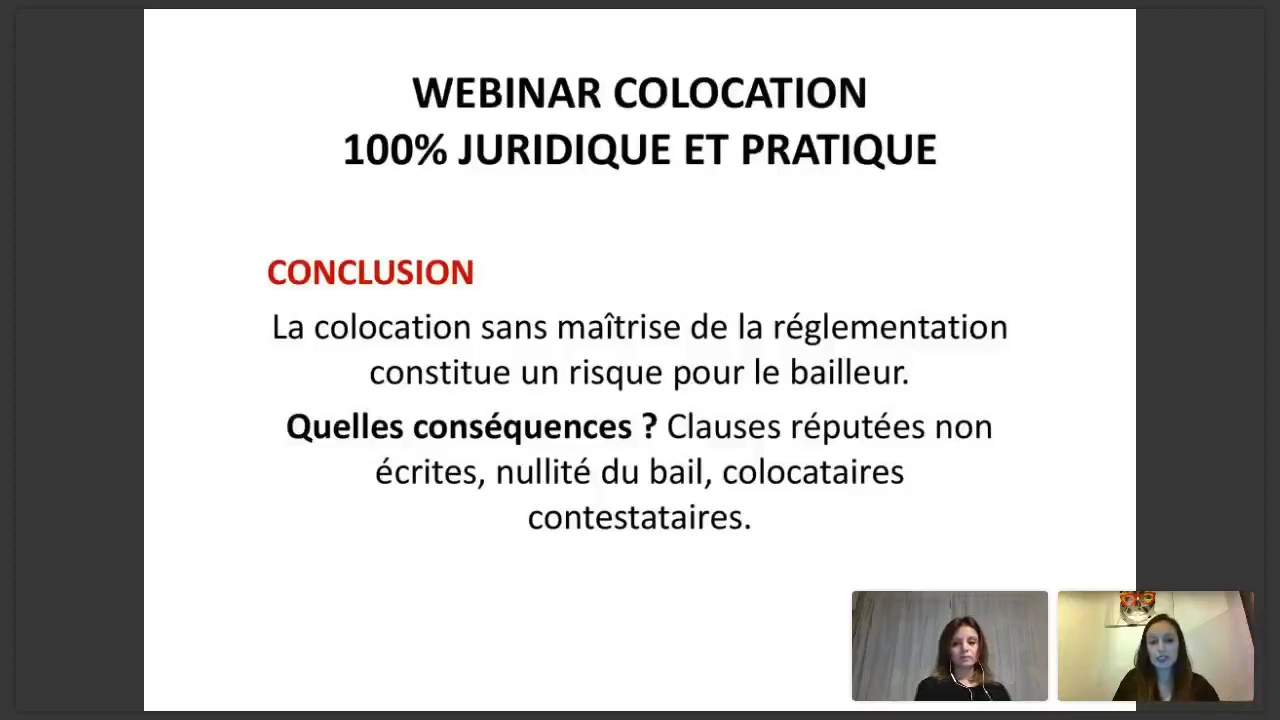 WEBINAR COLOCATION
100% JURIDIQUE ET PRATIQUE
CONCLUSION
La colocation sans maîtrise de la réglementation
constitue un risque pour le bailleur.
Quelles conséquences ? Clauses réputées non
écrites, nullité du bail, colocataires
contestataires.